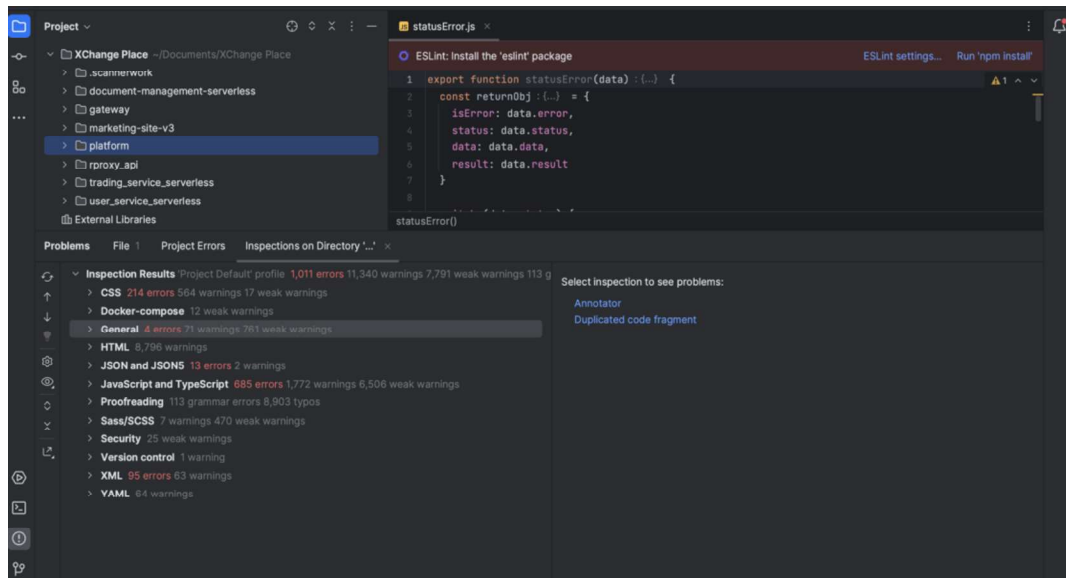 Project
XChange Place ~/Documents/XChange Place
.scannerwork
document-management-serverless
gateway
marketing-site-v3
platform
rproxy_api
trading_service_serverless
user_service_serverless
External Libraries
JS statusError.js
ESLint: Install the 'eslint' package
ESLint settings... Run 'npm install'
1 export function statusError(data) :{...} {
2 const returnObj :{...} = {
3 isError: data.error,
4 status: data.status,
5 data: data.data,
6 result: data.result
7 }
8
1
statusError()
Problems File 1 Project Errors Inspections on Directory '...'
Inspection Results 'Project Default' profile 1,011 errors 11,340 warnings 7,791 weak warnings 113 g
CSS 214 errors 564 warnings 17 weak warnings
Docker-compose 12 weak warnings
General 4 errors 71 warnings 761 weak warnings
HTML 8,796 warnings
JSON and JSON5 13 errors 2 warnings
JavaScript and TypeScript 685 errors 1,772 warnings 6,506 weak warnings
Proofreading 113 grammar errors 8,903 typos
Sass/SCSS 7 warnings 470 weak warnings
Security 25 weak warnings
Version control 1 warning
XML 95 errors 63 warnings
YAML 64 warnings
Select inspection to see problems:
Annotator
Duplicated code fragment